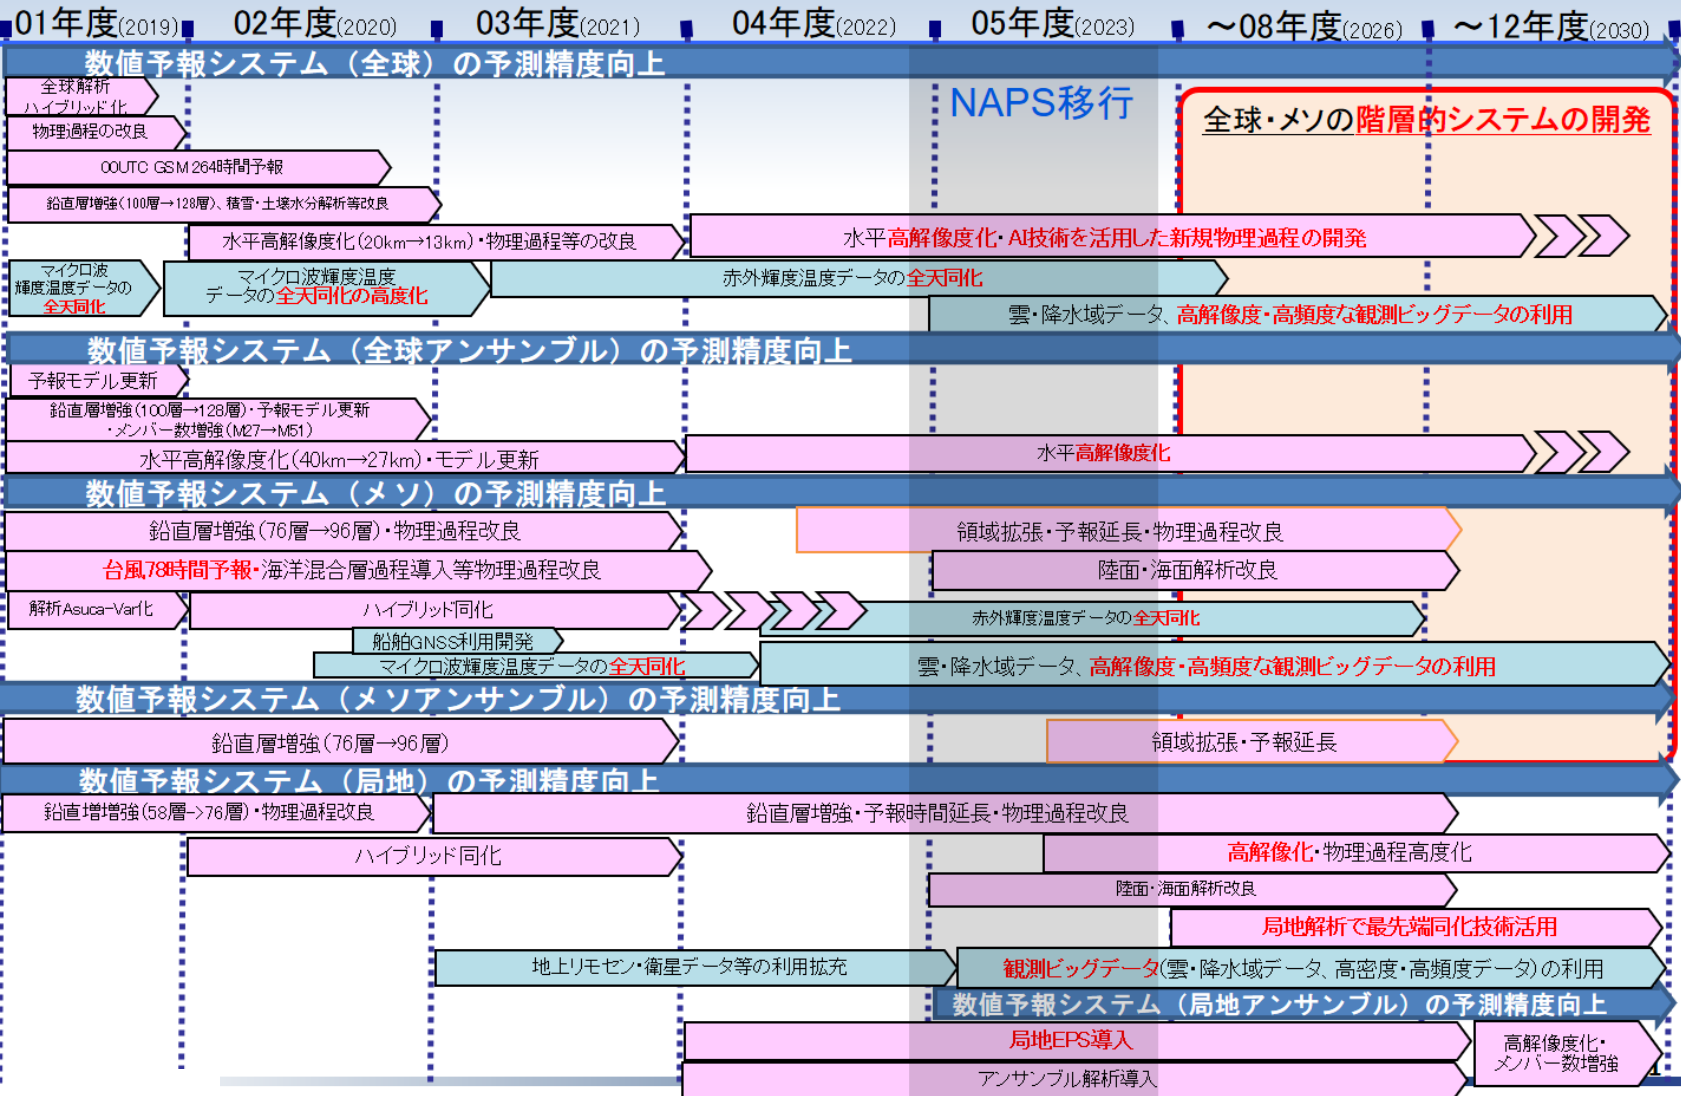 01年度(2019)
02年度(2020)
03年度(2021)
04年度(2022)
05年度(2023)
～08年度(2026)
～12年度(2030)
数値予報システム（全球）の予測精度向上
全球解析
ハイブリッド化
物理過程の改良
00UTC GSM 264時間予報
鉛直層増強(100層→128層)、積雪・土壌水分解析等改良
水平高解像度化(20km→13km)・物理過程等の改良
水平高解像度化・AI技術を活用した新規物理過程の開発
NAPS移行
全球・メソの階層的システムの開発
マイクロ波
輝度温度データの
全天同化
マイクロ波輝度温度
データの全天同化の高度化
赤外輝度温度データの全天同化
雲・降水域データ、高解像度・高頻度な観測ビッグデータの利用
数値予報システム（全球アンサンブル）の予測精度向上
予報モデル更新
鉛直層増強(100層→128層)・予報モデル更新
・メンバー数増強(M27→M51)
水平高解像度化(40km→27km)・モデル更新
水平高解像度化
数値予報システム（メソ）の予測精度向上
鉛直層増強(76層→96層)・物理過程改良
領域拡張・予報延長・物理過程改良
台風78時間予報・海洋混合層過程導入等物理過程改良
陸面・海面解析改良
解析Asuca-Var化
ハイブリッド同化
赤外輝度温度データの全天同化
船舶GNSS利用開発
マイクロ波輝度温度データの全天同化
雲・降水域データ、高解像度・高頻度な観測ビッグデータの利用
数値予報システム（メソアンサンブル）の予測精度向上
鉛直層増強(76層→96層)
領域拡張・予報延長
数値予報システム（局地）の予測精度向上
鉛直増増強(58層->76層)・物理過程改良
鉛直層増強・予報時間延長・物理過程改良
ハイブリッド同化
高解像化・物理過程高度化
陸面・海面解析改良
局地解析で最先端同化技術活用
地上リモセン・衛星データ等の利用拡充
観測ビッグデータ(雲・降水域データ、高密度・高頻度データ)の利用
数値予報システム（局地アンサンブル）の予測精度向上
局地EPS導入
高解像度化・
メンバー数増強
アンサンブル解析導入